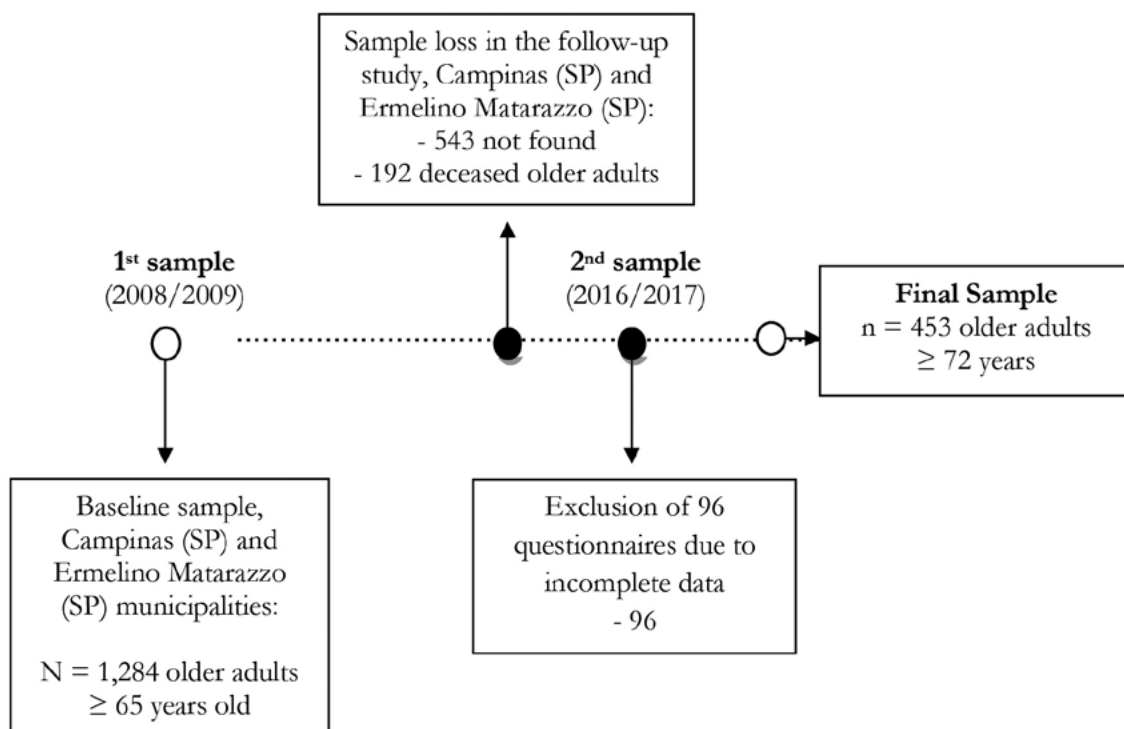 Sample loss in the follow-up
study, Campinas (SP) and
Ermelino Matarazzo (SP):
- 543 not found
- 192 deceased older adults
1st sample
(2008/2009)
2nd sample
(2016/2017)
Final Sample
n = 453 older adults
≥ 72 years
Baseline sample,
Campinas (SP) and
Ermelino Matarazzo
(SP) municipalities:
N = 1,284 older adults
≥ 65 years old
Exclusion of 96
questionnaires due to
incomplete data
- 96